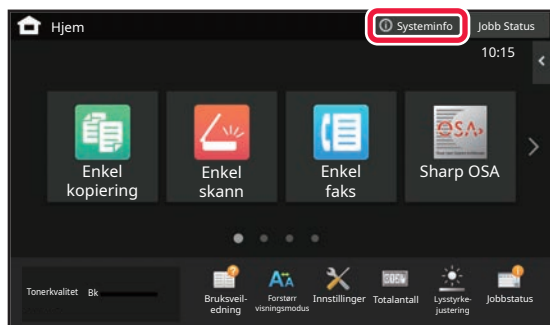 Hjem
Systeminfo
Jobb Status
10:15
Enkel
kopiering
Enkel
skann
Enkel
faks
OSA
Sharp OSA
Tonerkvalitet Bk
Bruksveil-
edning
Forstørr
visningsmodus
Innstillinger
Totalantall
Lysstyrke-
justering
Jobbstatus